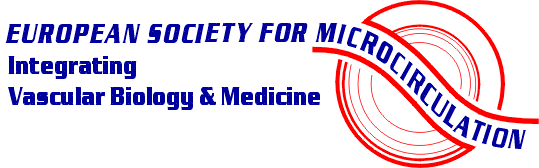 EUROPEAN SOCIETY FOR MICROCIRCULATION
Integrating
Vascular Biology & Medicine